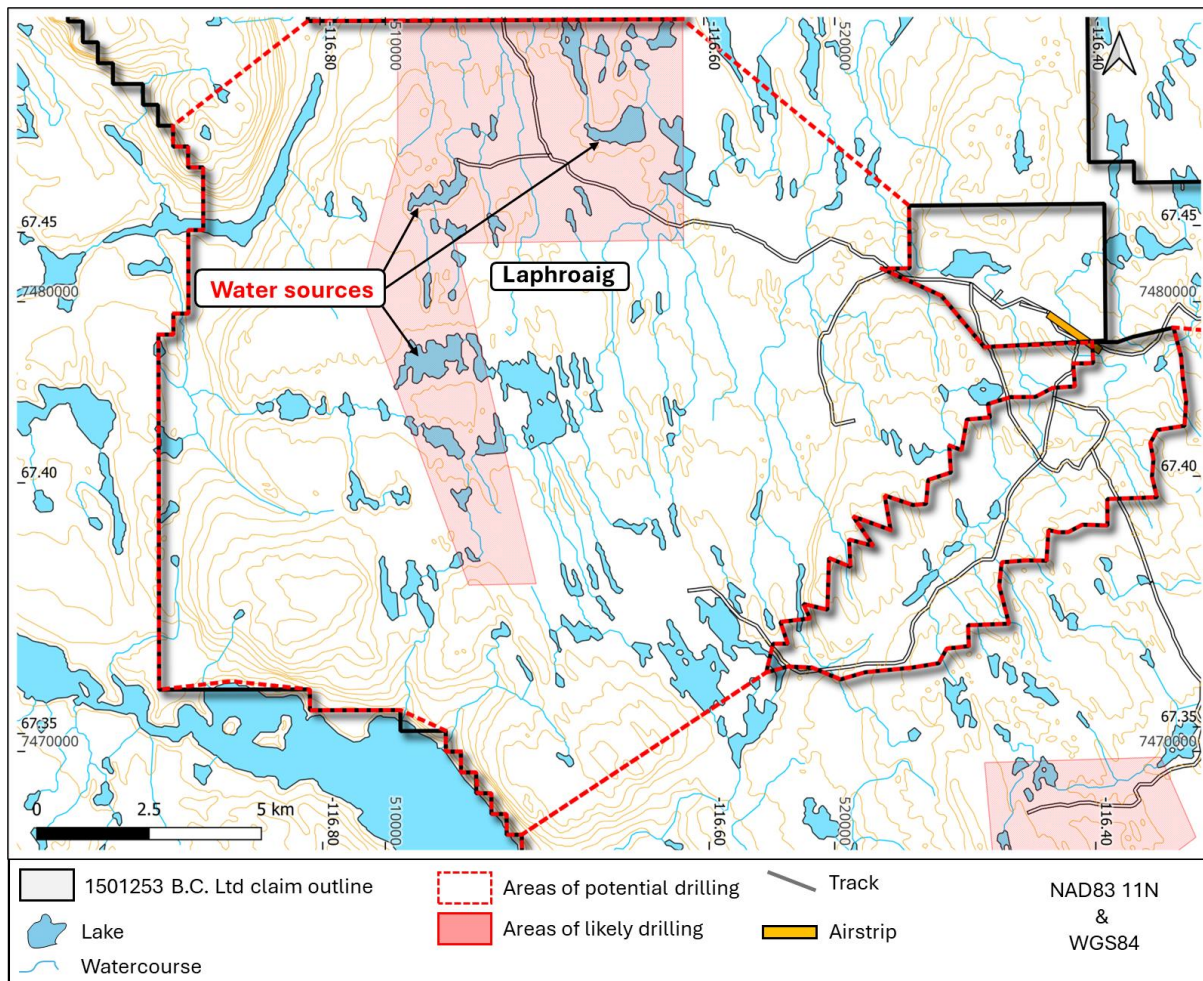 -116.80
510000
-116.60
520000
-116.40
67.45
67.45
Water sources
Laphroaig
7480000
7480000
67.40
67.40
67.35
67.35
7470000
7470000
0 2.5 5 km
-116.80
5100000
-116.60
520000
-116.40
1501253 B.C. Ltd claim outline
Lake
Watercourse
Areas of potential drilling
Areas of likely drilling
Track
Airstrip
NAD83 11N
&
WGS84